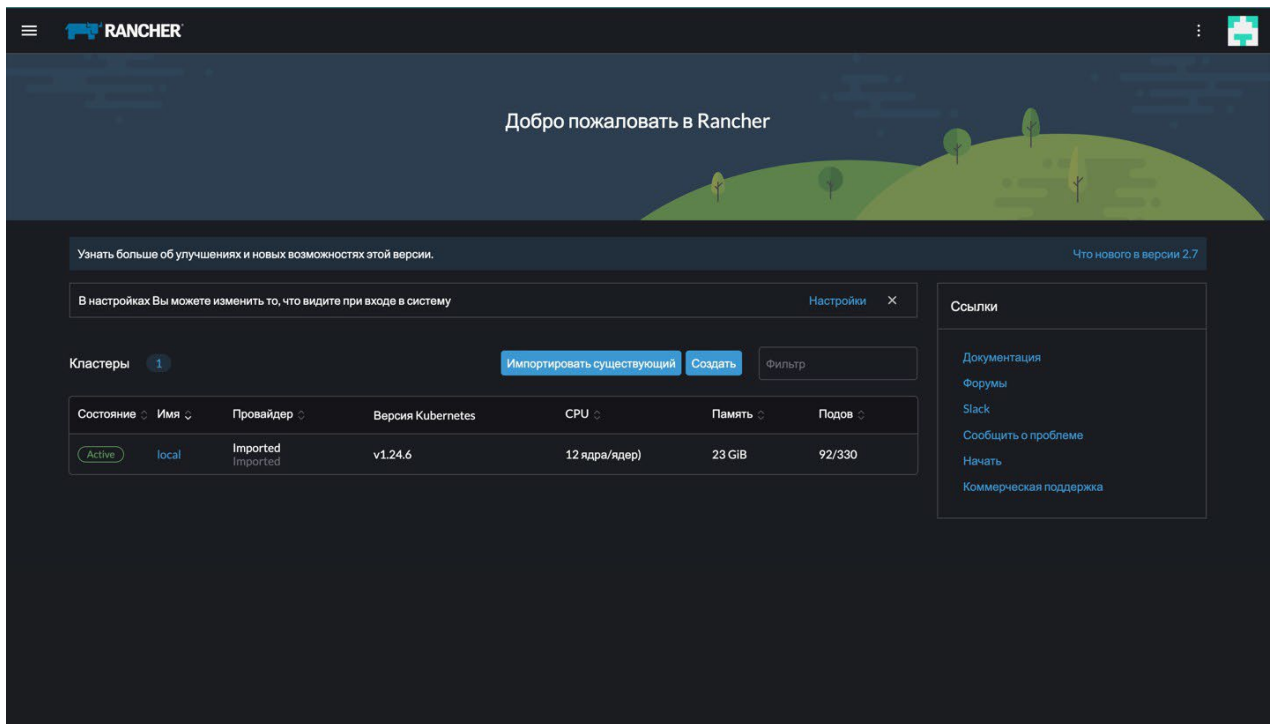 RANCHER
Добро пожаловать в Rancher
Узнать больше об улучшениях и новых возможностях этой версии.
Что нового в версии 2.7
В настройках Вы можете изменить то, что видите при входе в систему
Настройки
Ссылки
Кластеры 1
Импортировать существующий
Создать
Фильтр
Состояние Имя Провайдер Версия Kubernetes CPU Память Подов
Active local Imported v1.24.6 12 ядра/ядер) 23 GiB 92/330
Imported
Документация
Форумы
Slack
Сообщить о проблеме
Начать
Коммерческая поддержка